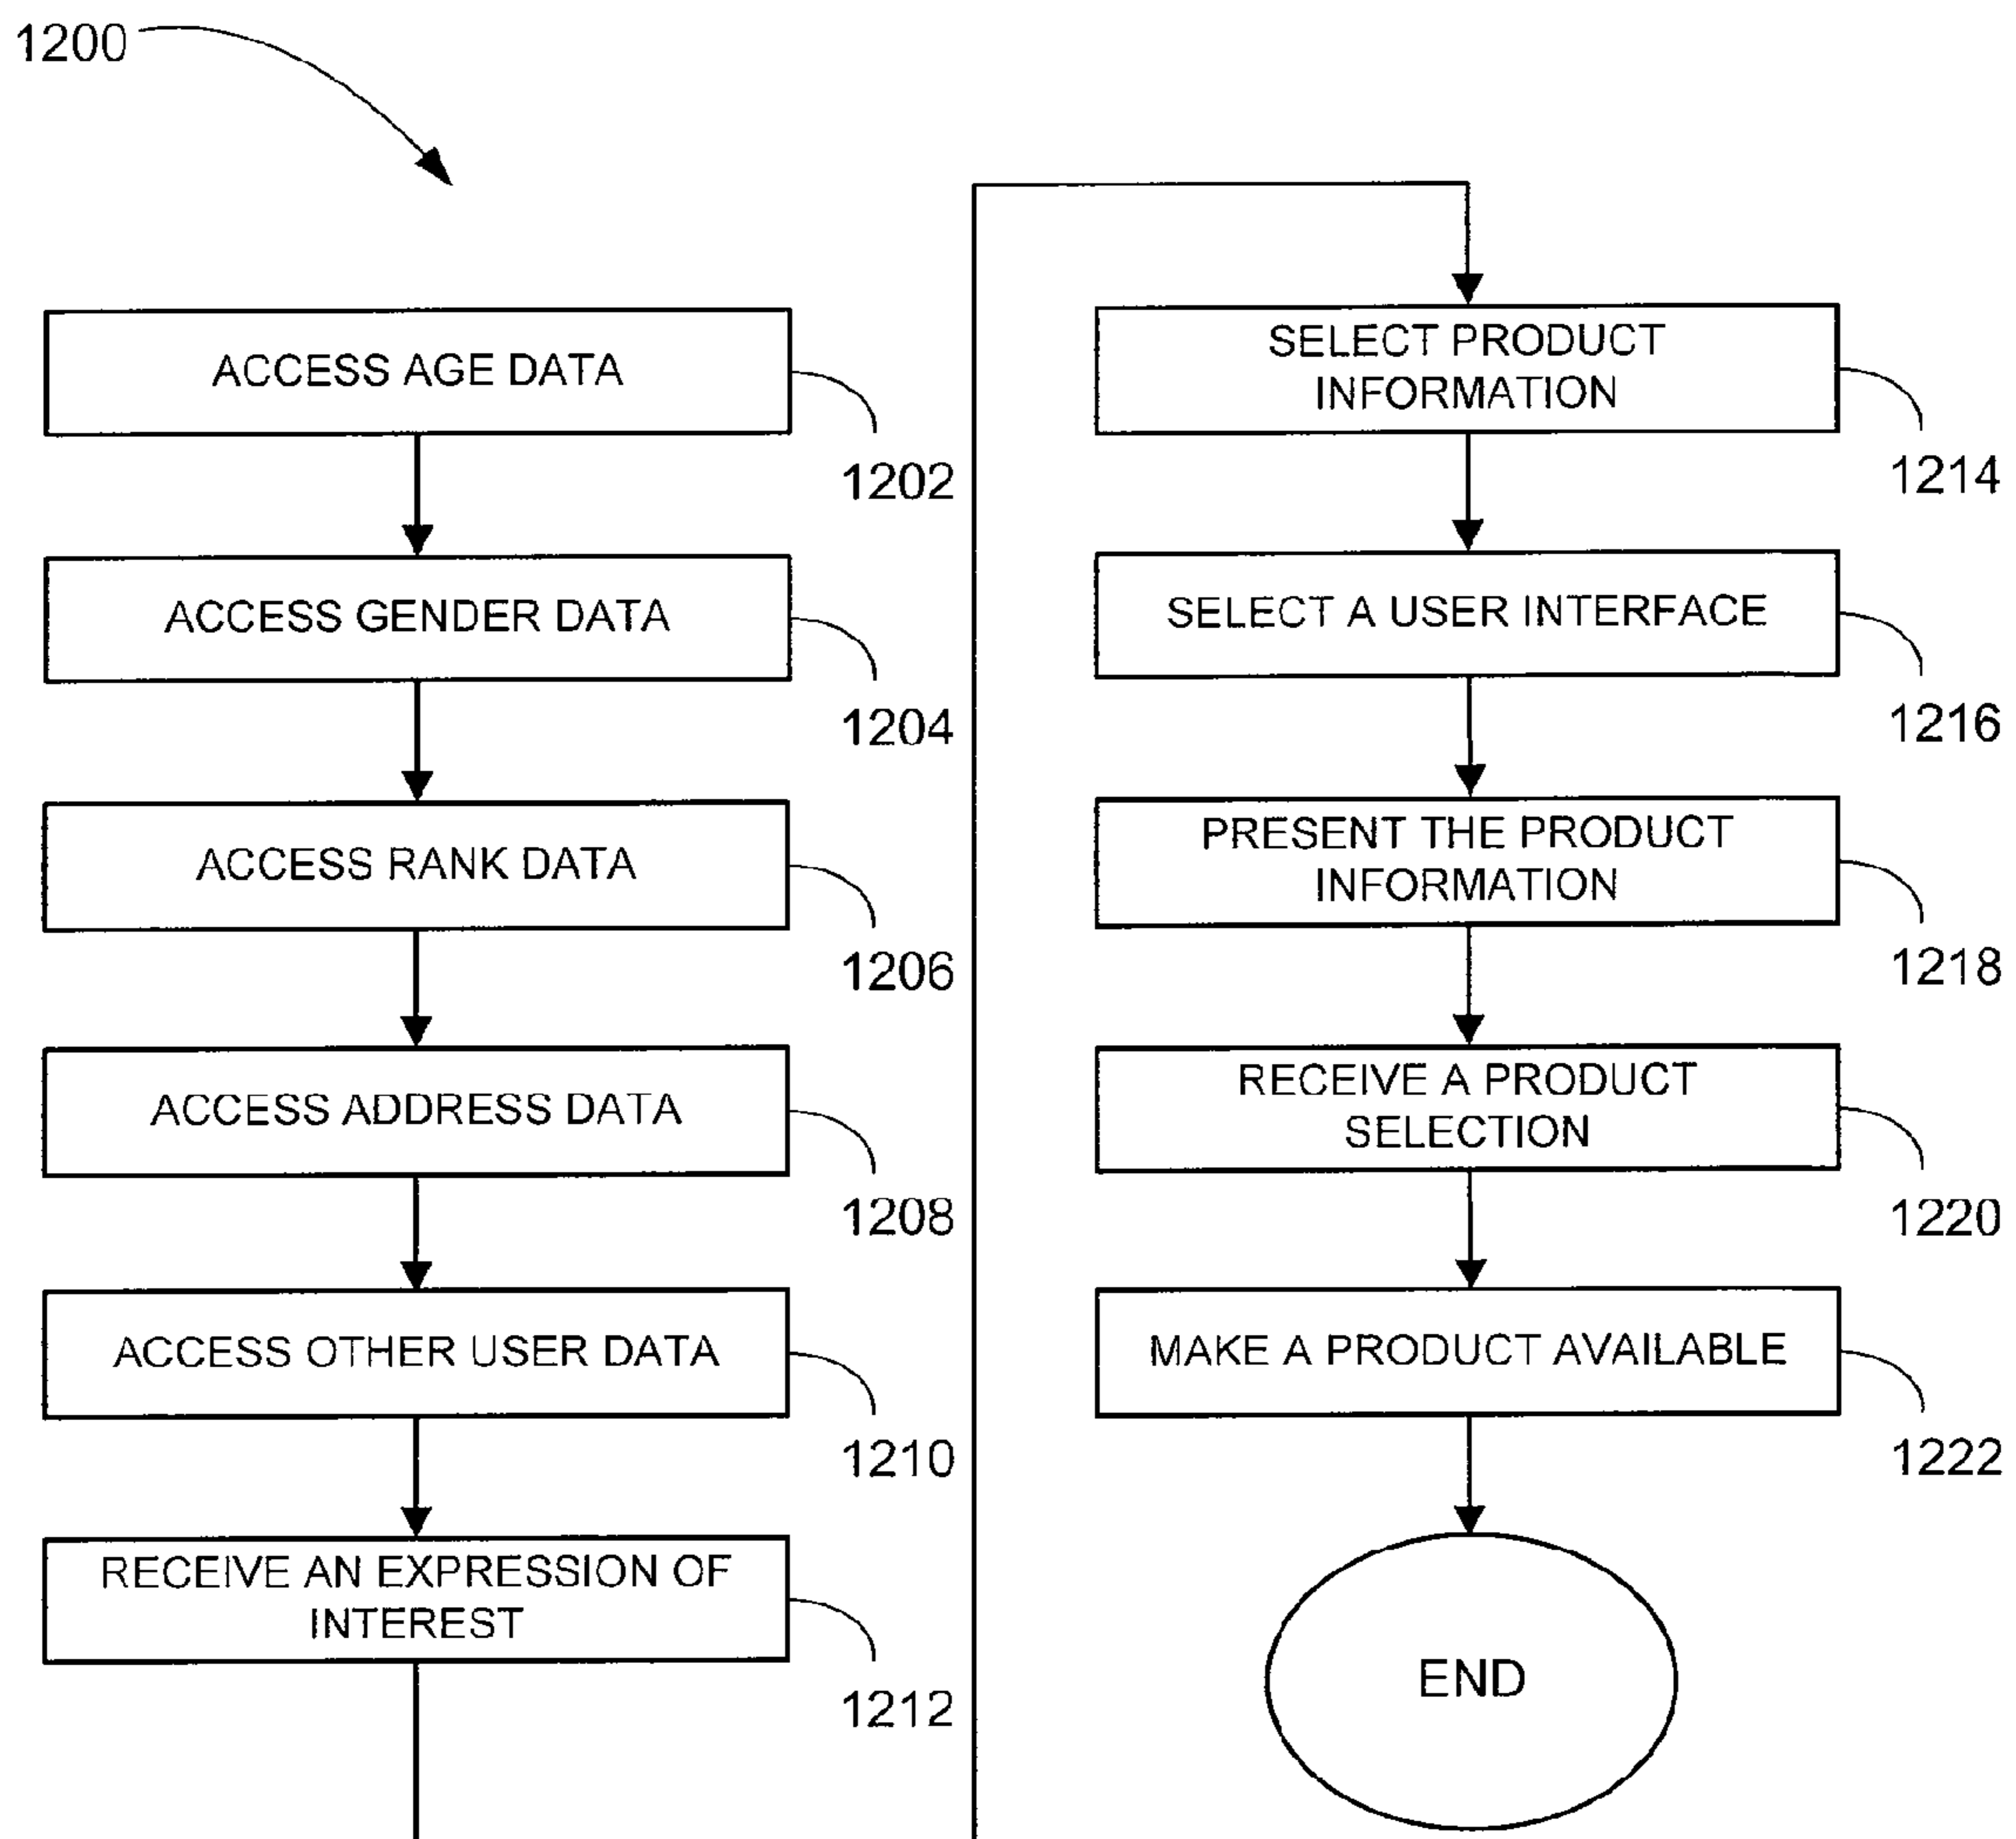 1200
ACCESS AGE DATA
1202
ACCESS GENDER DATA
1204
ACCESS RANK DATA
1206
ACCESS ADDRESS DATA
1208
ACCESS OTHER USER DATA
1210
RECEIVE AN EXPRESSION OF
INTEREST
1212
SELECT PRODUCT
INFORMATION
1214
SELECT A USER INTERFACE
1216
PRESENT THE PRODUCT
INFORMATION
1218
RECEIVE A PRODUCT
SELECTION
1220
MAKE A PRODUCT AVAILABLE
1222
END